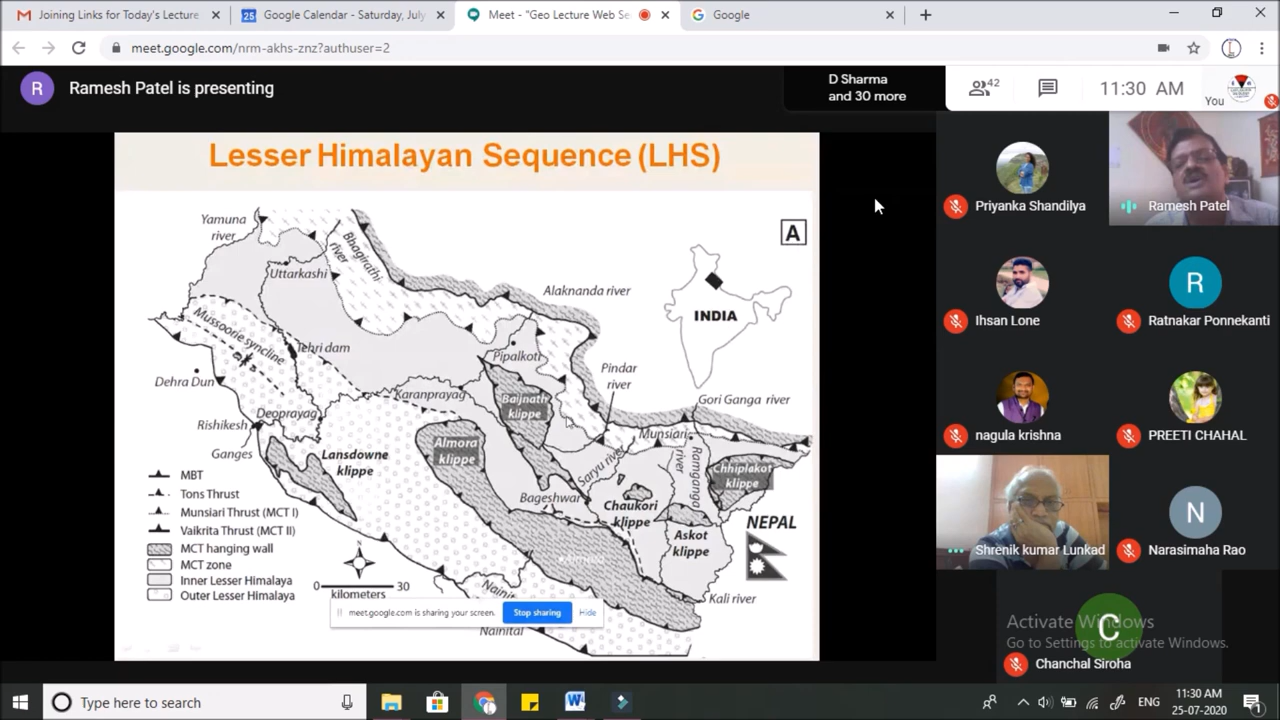 Joining Links for Today's Lecture
Google Calendar - Saturday, July
Meet - "Geo Lecture Web Se
Google
meet.google.com/nrm-akhs-znz?authuser=2
R
Ramesh Patel is presenting
D Sharma
and 30 more
42
11:30 AM
You
Lesser Himalayan Sequence (LHS)
A
Yamuna
river
Bhagirathi
river
Uttarkashi
Alaknanda river
INDIA
Mussoorie syncline
Tehri dam
Pipalkoti
Pindar
river
Dehra Dun
Karanprayag
Baijnath
klippe
Gori Ganga river
Deoprayag
Rishikesh
Almora
klippe
Munsiari
Ganges
Lansdowne
klippe
Saryu river
Ramganga
river
Chhiplakot
klippe
MBT
Tons Thrust
Munsiari Thrust (MCT I)
Vaikrita Thrust (MCT II)
MCT hanging wall
MCT zone
Inner Lesser Himalaya
Outer Lesser Himalaya
Bageshwar
Chaukori
klippe
Askot
klippe
NEPAL
N
0
30
kilometers
Kali river
Nainital
meet.google.com is sharing your screen.
Stop sharing
Hide
Priyanka Shandilya
Ramesh Patel
Ihsan Lone
R
Ratnakar Ponnekanti
nagula krishna
PREETI CHAHAL
Shrenik kumar Lunkad
N
Narasimaha Rao
C
Chanchal Siroha
Activate Windows
Go to Settings to activate Windows.
Type here to search
ENG
11:30 AM
25-07-2020